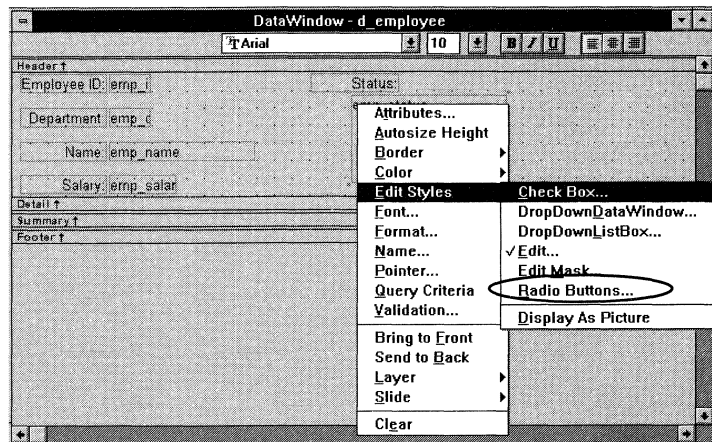 DataWindow - d_employee
Arial 10 B I U
Header ↑
Employee ID: emp_i
Status:
Department emp_d
Name emp_name
Salary: emp_salar
Detail ↑
Summary ↑
Footer ↑
Attributes...
Autosize Height
Border
Color
Edit Styles
Font...
Format...
Name...
Pointer...
Query Criteria
Validation...
Bring to Front
Send to Back
Layer
Slide
Clear
Check Box...
DropDownDataWindow...
DropDownListBox...
✓Edit...
Edit Mask...
Radio Buttons...
Display As Picture